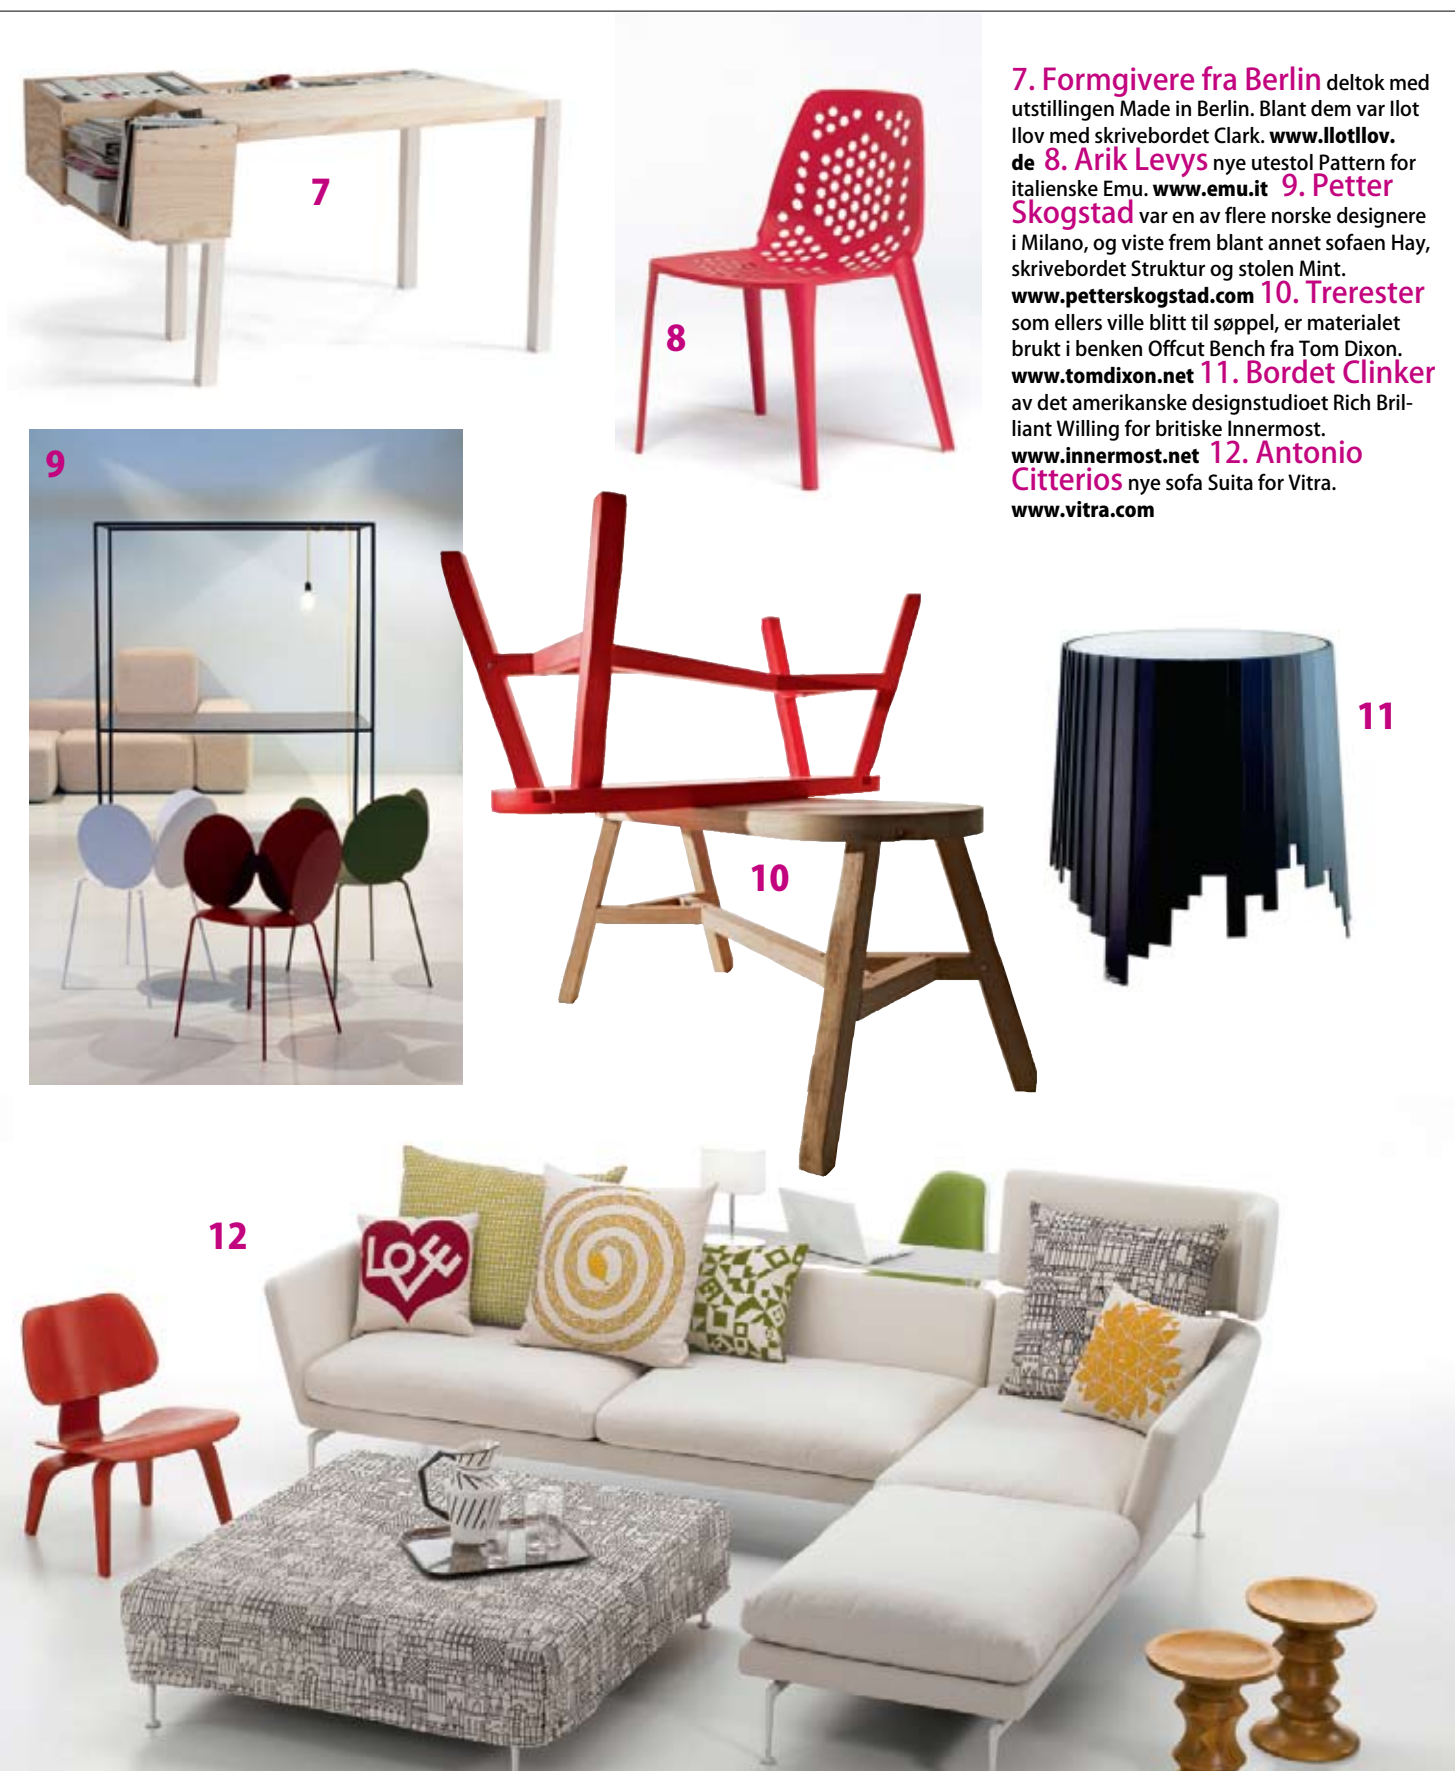 7. Formgivere fra Berlin deltok med
utstillingen Made in Berlin. Blant dem var Ilot
Ilov med skrivebordet Clark. www.llotllov.
de 8. Arik Levys nye utestol Pattern for
italienske Emu. www.emu.it 9. Petter
Skogstad var en av flere norske designere
i Milano, og viste frem blant annet sofaen Hay,
skrivebordet Struktur og stolen Mint.
www.petterskogstad.com 10. Trerester
som ellers ville blitt til søppel, er materialet
brukt i benken Offcut Bench fra Tom Dixon.
www.tomdixon.net 11. Bordet Clinker
av det amerikanske designstudioet Rich Bril-
liant Willing for britiske Innermost.
www.innermost.net 12. Antonio
Citterios nye sofa Suita for Vitra.
www.vitra.com
7
8
9
10
11
12
LOVE